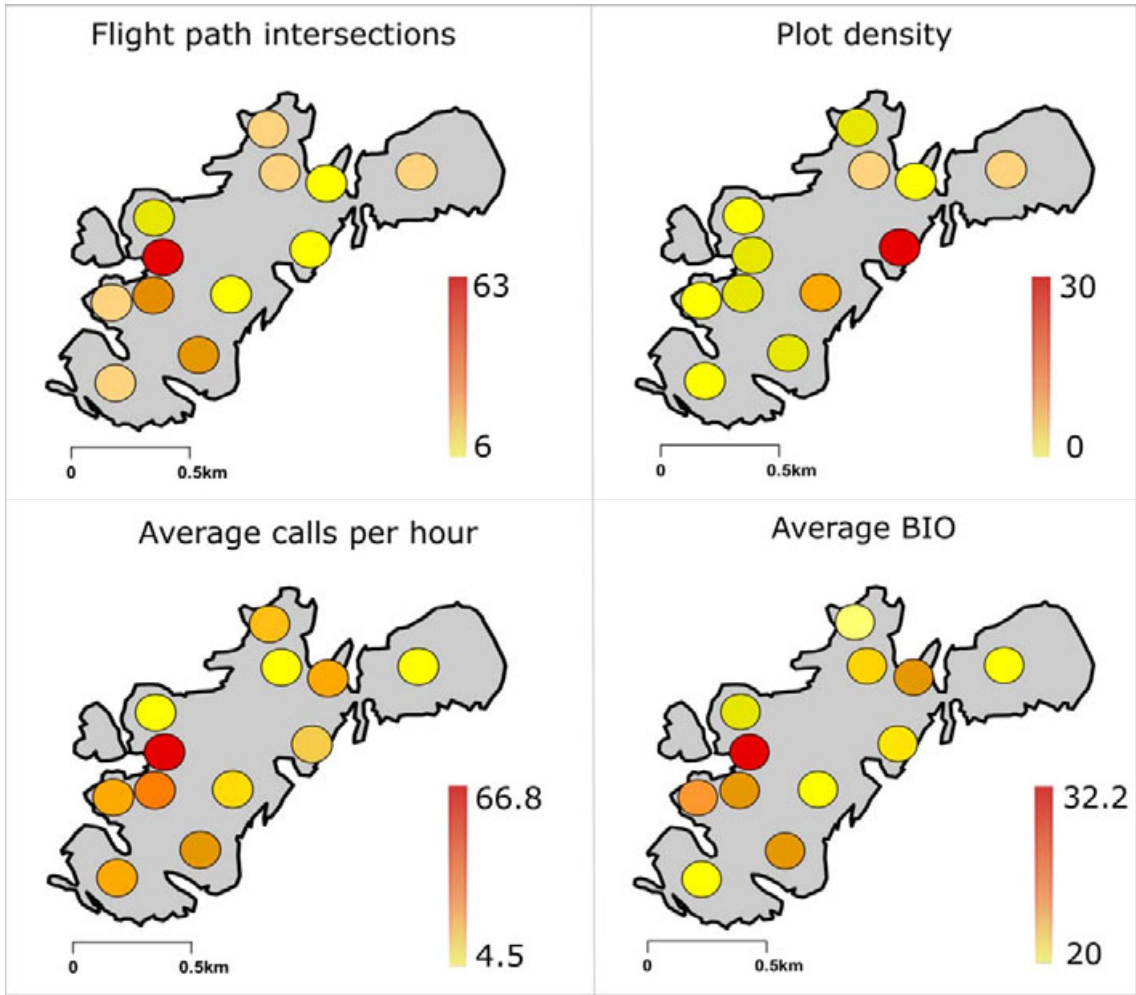 Flight path intersections
63
6
0 0.5km
Plot density
30
0
0 0.5km
Average calls per hour
66.8
4.5
0 0.5km
Average BIO
32.2
20
0 0.5km